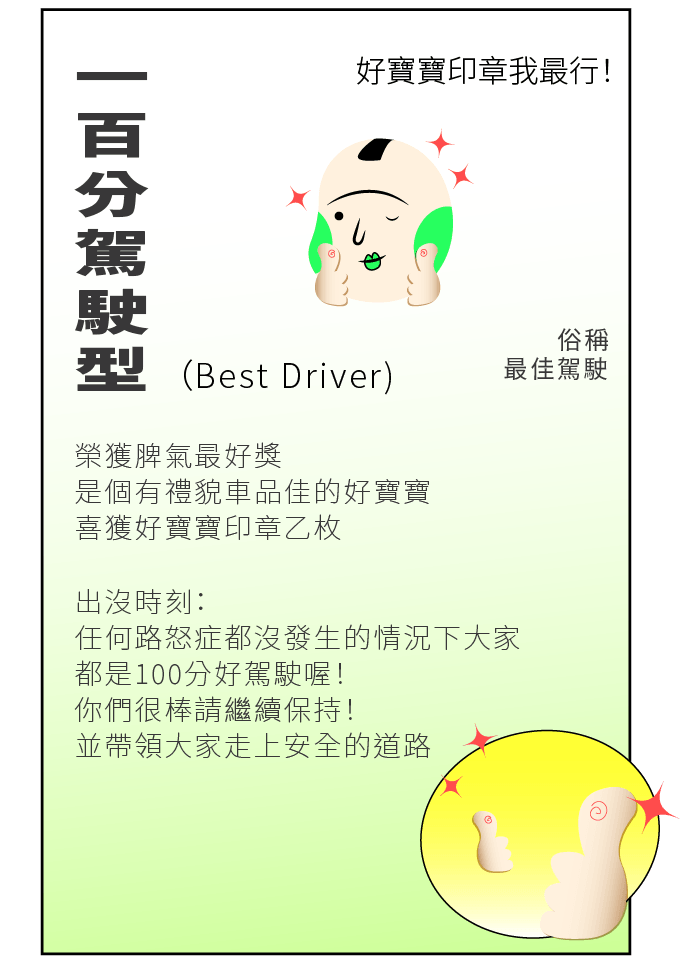 好寶寶印章我最行!
一百分駕駛型
(Best Driver)
俗稱
最佳駕駛
榮獲脾氣最好獎
是個有禮貌車品佳的好寶寶
喜獲好寶寶印章乙枚
出沒時刻:
任何路怒症都沒發生的情況下大家
都是100分好駕駛喔!
你們很棒請繼續保持!
並帶領大家走上安全的道路